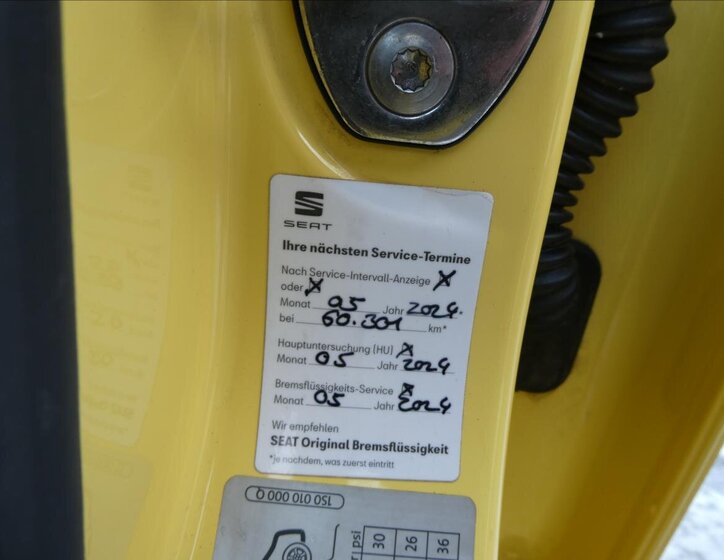 SEAT
Ihre nächsten Service-Termine
Nach Service-Intervall-Anzeige X
oder X
Monat 05 Jahr 2024.
bei 60.301 km*
Hauptuntersuchung (HU) X
Monat 05 Jahr 2024
Bremsflüssigkeits-Service X
Monat 05 Jahr 2024
Wir empfehlen
SEAT Original Bremsflüssigkeit
*je nachdem, was zuerst eintritt
1S0 010 000 Q
psi
30
26
36